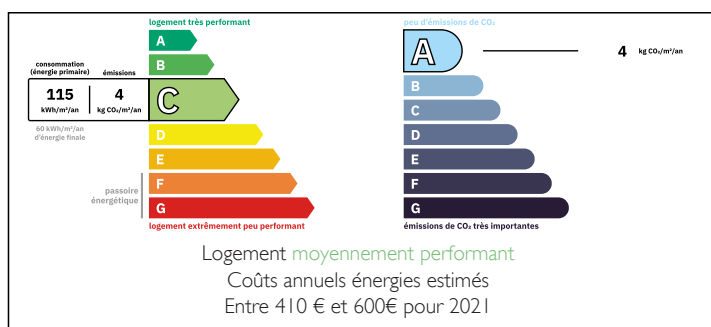 logement très performant
A
B
consommation
(énergie primaire)
émissions
115
kWh/m²/an
4
kg CO₂/m²/an
C
60 kWh/m²/an
d'énergie finale
D
E
passoire
énergétique
F
G
logement extrêmement peu performant
peu d'émissions de CO₂
A
4 kg CO₂/m²/an
B
C
D
E
F
G
émissions de CO₂ très importantes
Logement moyennement performant
Coûts annuels énergies estimés
Entre 410 € et 600€ pour 2021